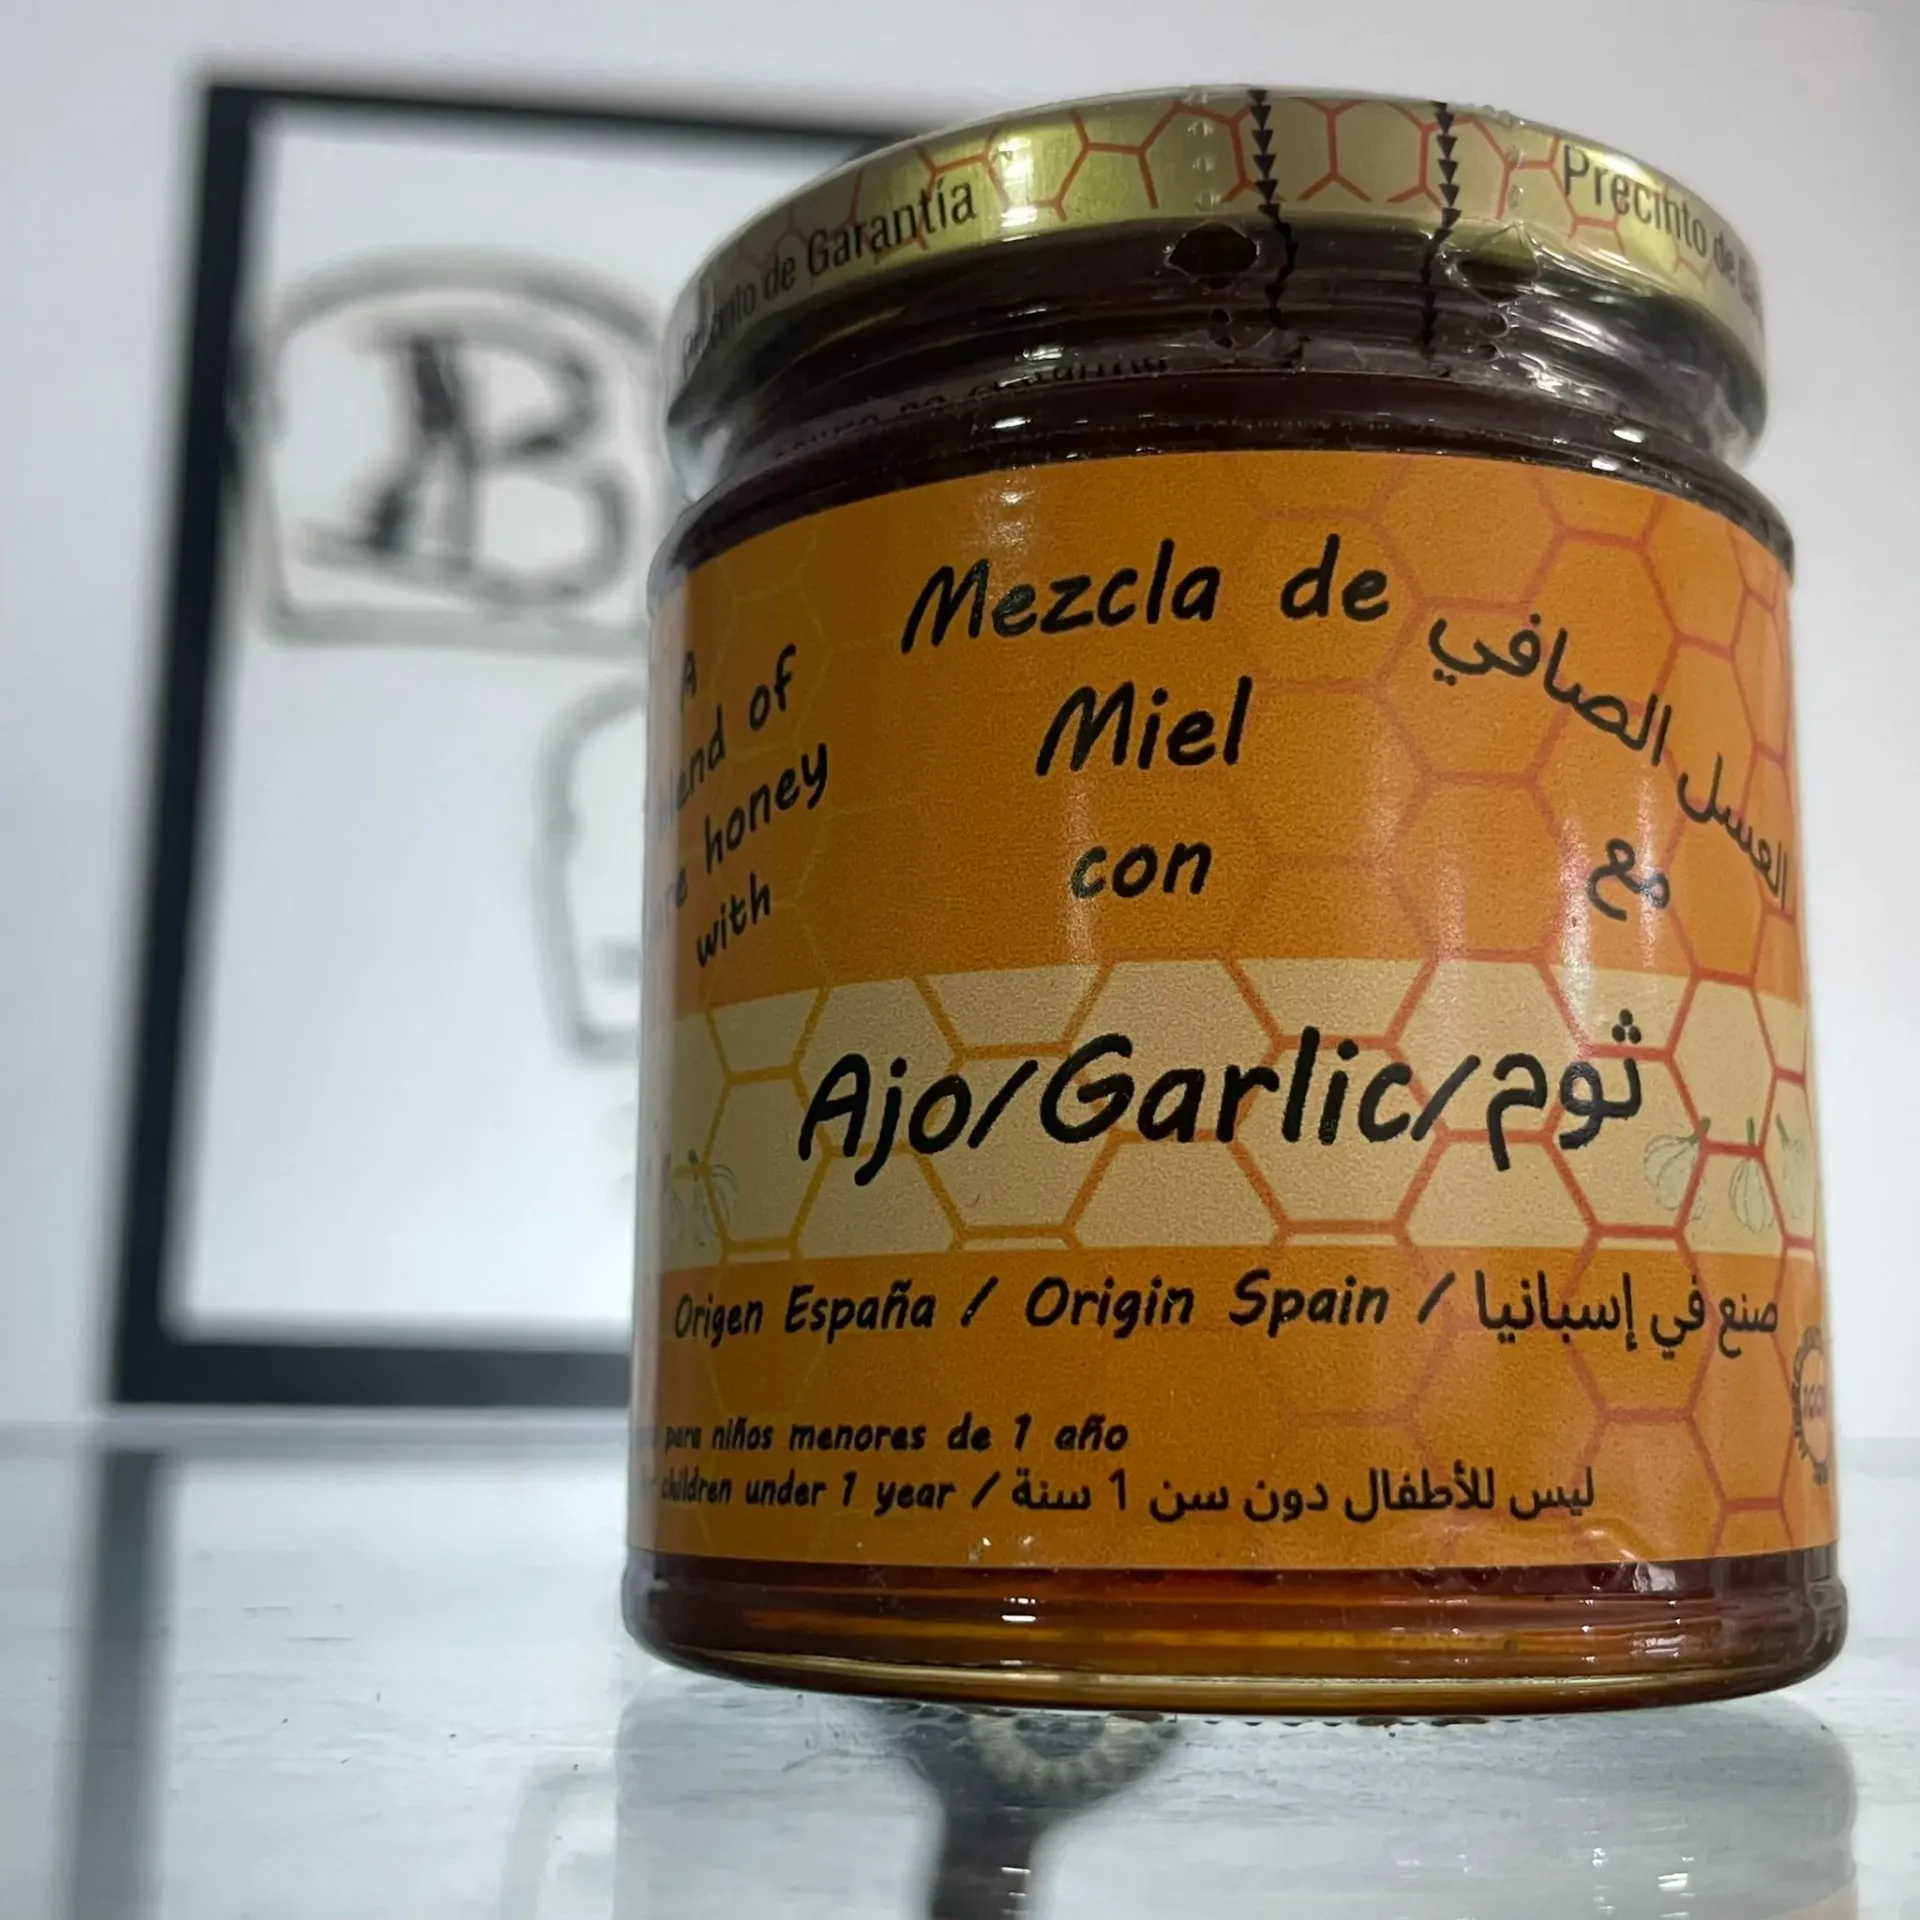 Precinto de Garantía
Precinto de
A
blend of
pure honey
with
Mezcla de
Miel
con
العسل الصافي
مع
Ajo/Garlic/ثوم
Origen España / Origin Spain / صنع في إسبانيا
para niños menores de 1 año
children under 1 year / ليس للأطفال دون سن 1 سنة
B